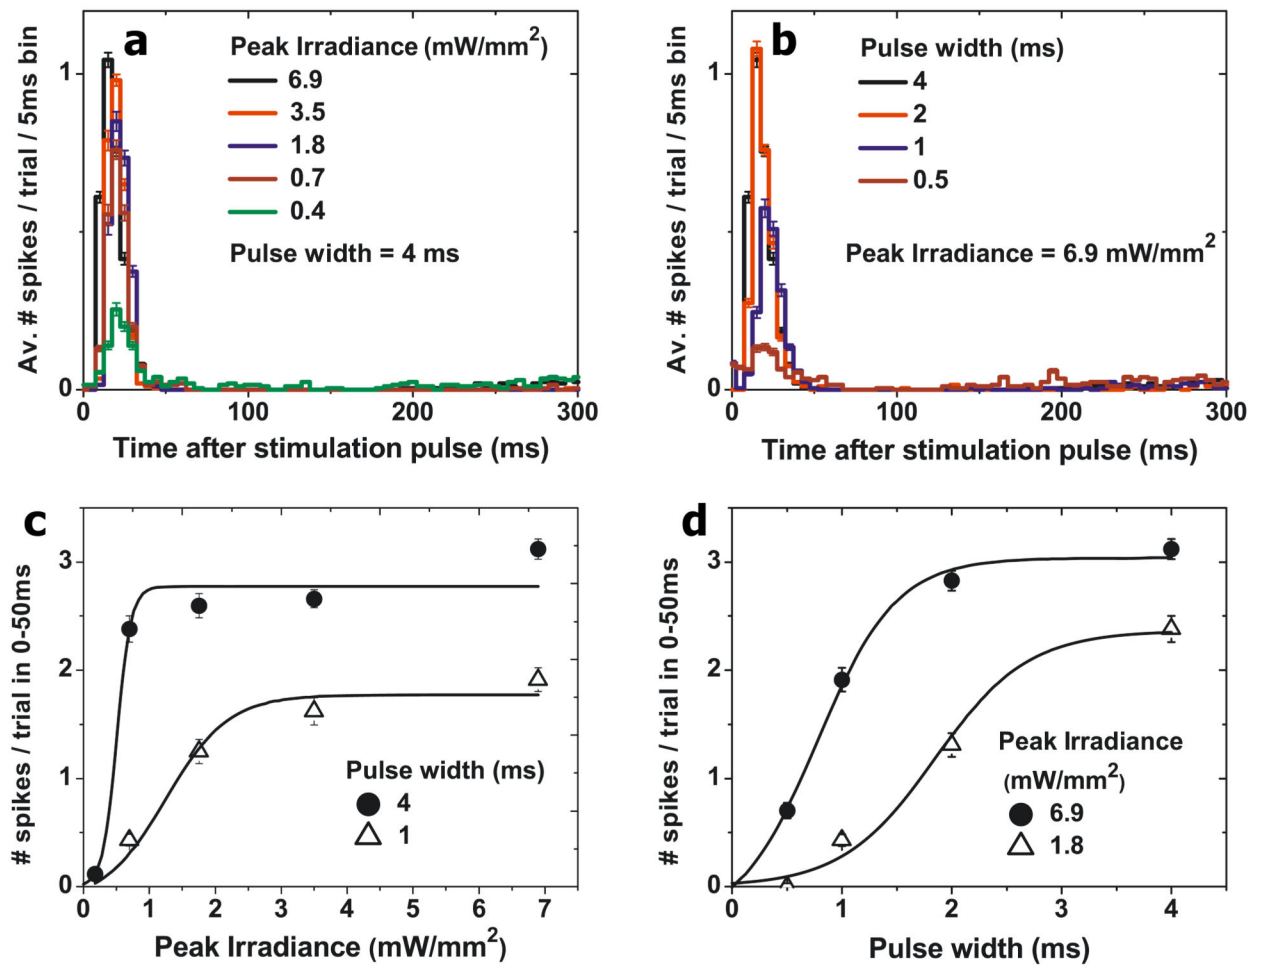 a
Peak Irradiance (mW/mm2)
6.9
3.5
1.8
0.7
0.4
Pulse width = 4 ms
Av. # spikes / trial / 5ms bin
1
0
0 100 200 300
Time after stimulation pulse (ms)
b
Pulse width (ms)
4
2
1
0.5
Peak Irradiance = 6.9 mW/mm2
Av. # spikes / trial / 5ms bin
1
0
0 100 200 300
Time after stimulation pulse (ms)
c
# spikes / trial in 0-50ms
3
2
1
0
Pulse width (ms)
4
1
0 1 2 3 4 5 6 7
Peak Irradiance (mW/mm2)
d
# spikes / trial in 0-50ms
3
2
1
0
Peak Irradiance
(mW/mm2)
6.9
1.8
0 1 2 3 4
Pulse width (ms)